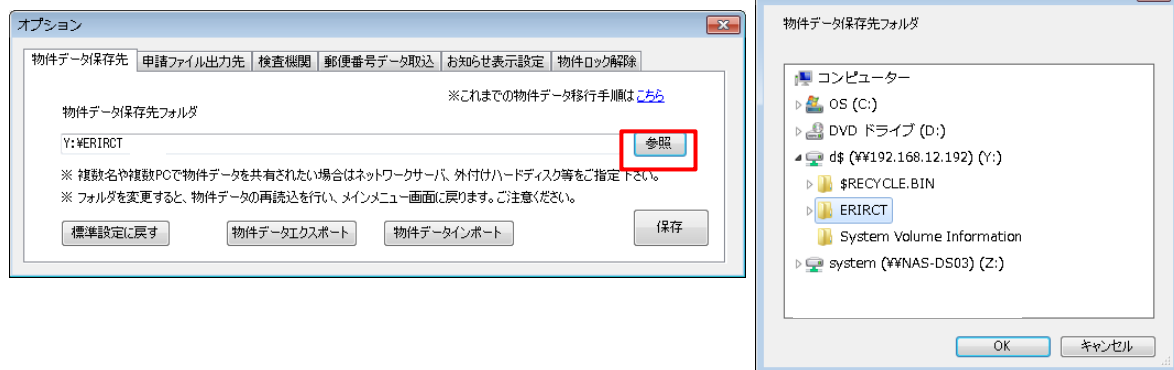 オプション
物件データ保存先 申請ファイル出力先 検査機関 郵便番号データ取込 お知らせ表示設定 物件ロック解除
※これまでの物件データ移行手順はこちら
物件データ保存先フォルダ
Y:¥ERIRCT
参照
※ 複数名や複数PCで物件データを共有されたい場合はネットワークサーバ、外付けハードディスク等をご指定下さい。
※ フォルダを変更すると、物件データの再読込を行い、メインメニュー画面に戻ります。ご注意ください。
標準設定に戻す 物件データエクスポート 物件データインポート 保存
物件データ保存先フォルダ
コンピューター
OS (C:)
DVD ドライブ (D:)
d$ (¥¥192.168.12.192) (Y:)
$RECYCLE.BIN
ERIRCT
System Volume Information
system (¥¥NAS-DS03) (Z:)
OK キャンセル